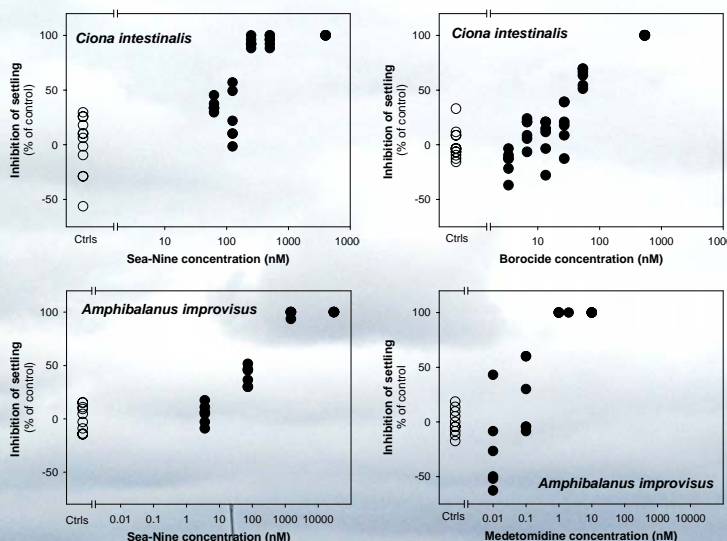 Ciona intestinalis
100
50
0
-50
Inhibition of settling
(% of control)
Ctrls
10
100
1000
1000
Sea-Nine concentration (nM)
Ciona intestinalis
100
50
0
-50
Inhibition of settling
(% of control)
Ctrls
10
100
1000
Borocide concentration (nM)
Amphibalanus improvisus
100
50
0
-50
Inhibition of settling
(% of control)
Ctrls
0.01
0.1
1
10
100
1000
10000
Sea-Nine concentration (nM)
100
50
0
-50
Inhibition of settling
% of control)
Amphibalanus improvisus
Ctrls
0.01
0.1
1
10
100
1000
10000
Medetomidine concentration (nM)